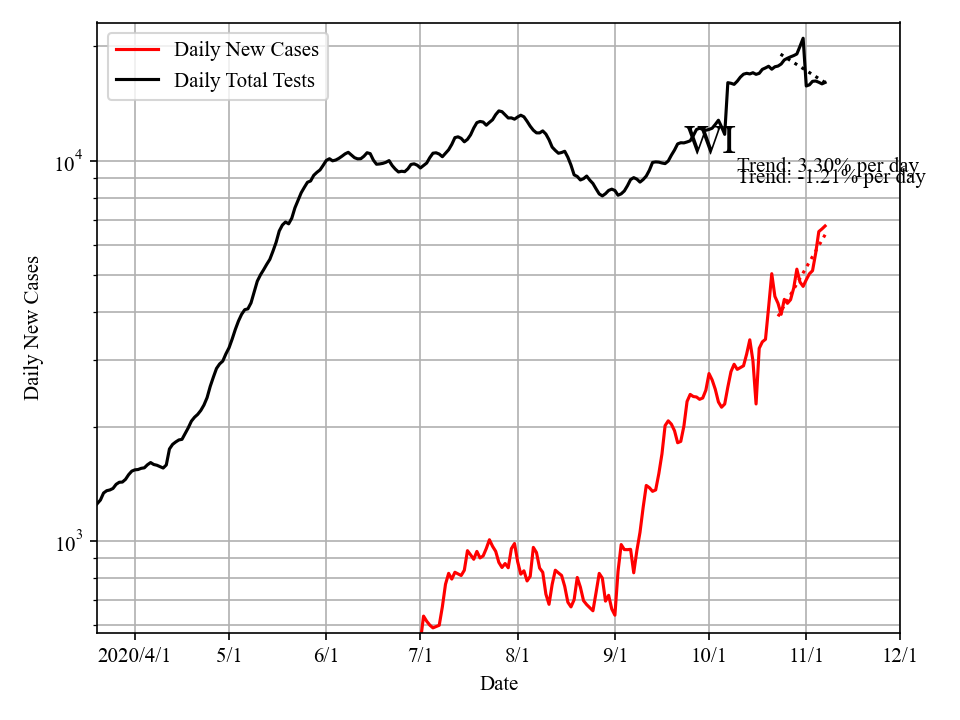 Daily New Cases
Daily Total Tests
WI
Trend: 3.30% per day
Trend: -1.21% per day
10^4
10^3
Daily New Cases
2020/4/1 5/1 6/1 7/1 8/1 9/1 10/1 11/1 12/1
Date